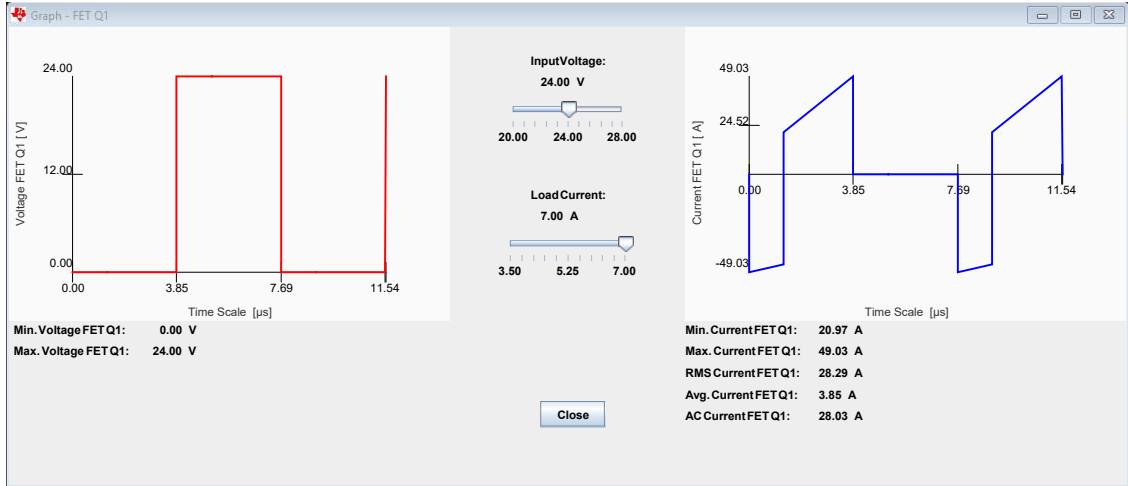 Graph - FET Q1
24.00
12.00
0.00
Voltage FET Q1 [ V]
0.00 3.85 7.69 11.54
Time Scale [µs]
Min. Voltage FET Q1: 0.00 V
Max. Voltage FET Q1: 24.00 V
Input Voltage:
24.00 V
20.00 24.00 28.00
Load Current:
7.00 A
3.50 5.25 7.00
Close
49.03
24.52
-49.03
Current FET Q1 [ A]
0.00 3.85 7.69 11.54
Time Scale [µs]
Min. Current FET Q1: 20.97 A
Max. Current FET Q1: 49.03 A
RMS Current FET Q1: 28.29 A
Avg. Current FET Q1: 3.85 A
AC Current FET Q1: 28.03 A